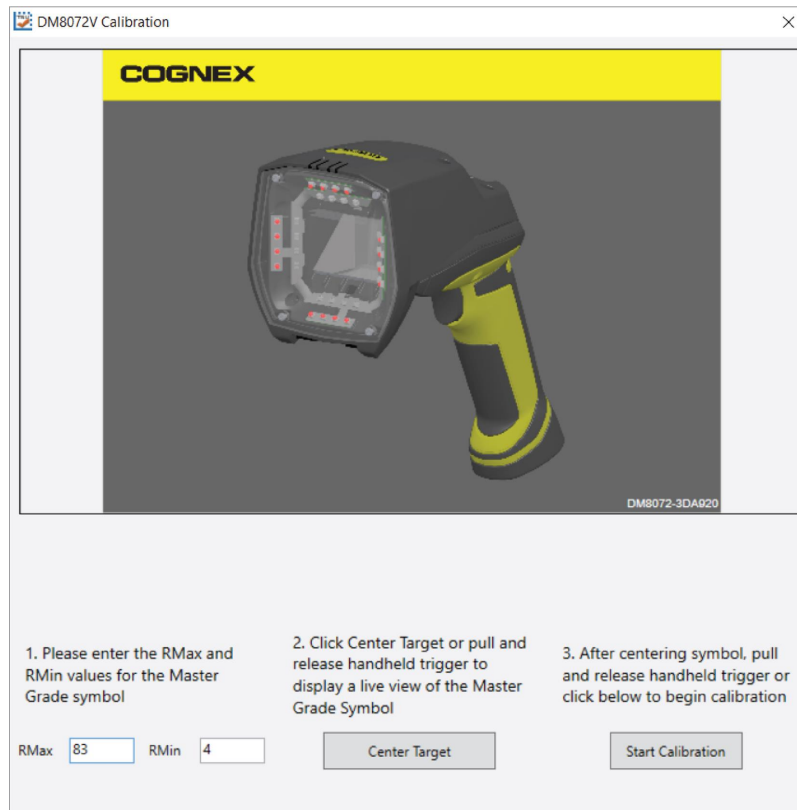 DM8072V Calibration
COGNEX
DM8072-3DA920
1. Please enter the RMax and
RMin values for the Master
Grade symbol
RMax 83 RMin 4
2. Click Center Target or pull and
release handheld trigger to
display a live view of the Master
Grade Symbol
Center Target
3. After centering symbol, pull
and release handheld trigger or
click below to begin calibration
Start Calibration